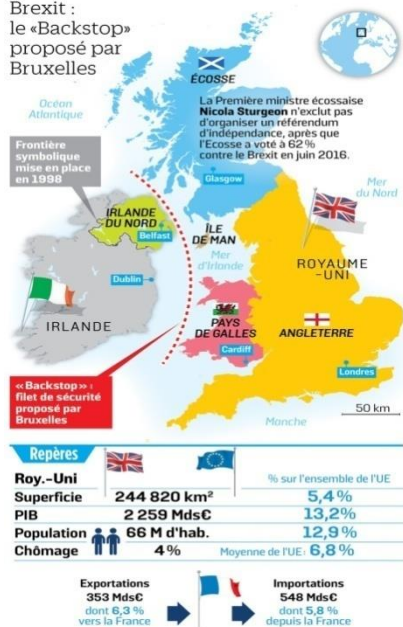 Brexit :
le «Backstop»
proposé par
Bruxelles
ÉCOSSE
Océan
Atlantique
La Première ministre écossaise
Nicola Sturgeon n'exclut pas
d'organiser un référendum
d'indépendance, après que
l'Ecosse a voté à 62 %
contre le Brexit en juin 2016.
Frontière
symbolique
mise en place
en 1998
Glasgow
Mer
du Nord
IRLANDE
DU NORD
Belfast
ÎLE
DE MAN
Mer
d'Irlande
ROYAUME
-UNI
Dublin
IRLANDE
PAYS
DE GALLES
ANGLETERRE
Cardiff
Londres
«Backstop» :
filet de sécurité
proposé par
Bruxelles
50 km
Manche
Repères
Roy.-Uni % sur l'ensemble de l'UE
Superficie 244 820 km² 5,4%
PIB 2 259 Mds€ 13,2%
Population 66 M d'hab. 12,9%
Chômage 4% Moyenne de l'UE: 6,8%
Exportations
353 Mds€
dont 6,3 %
vers la France
Importations
548 Mds€
dont 5,8 %
depuis la France